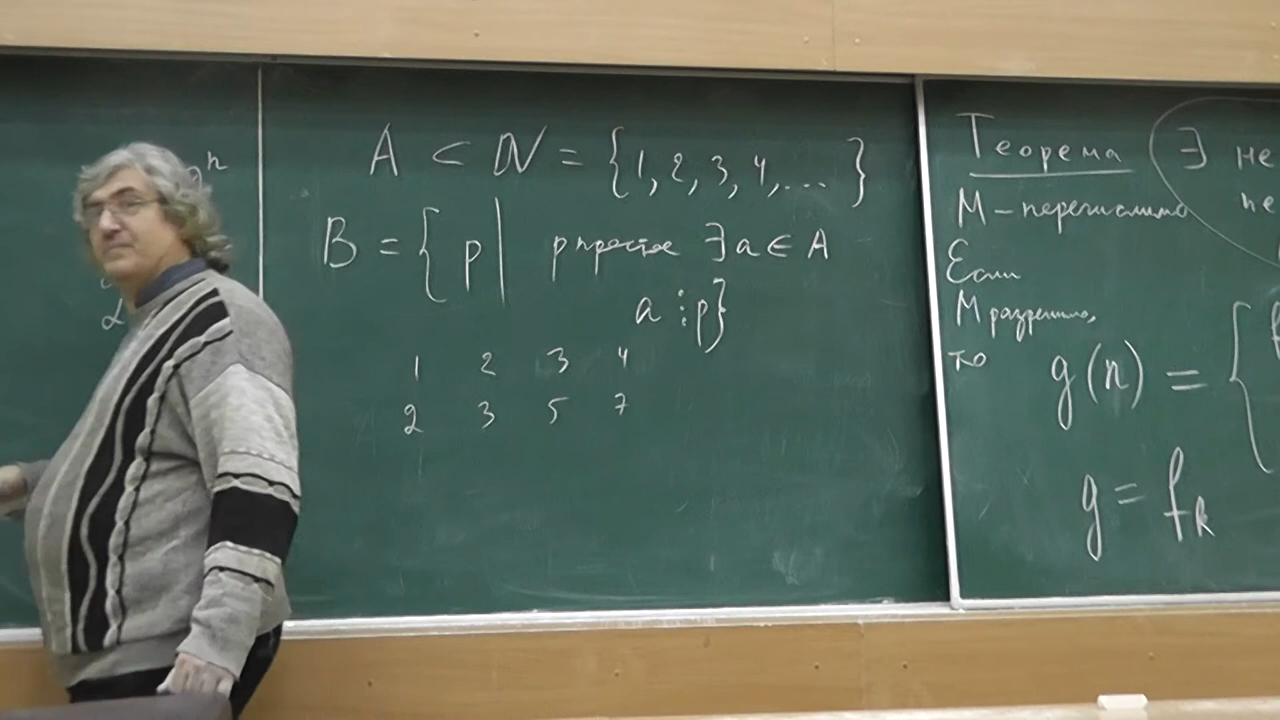 A ⊂ ℕ = {1, 2, 3, 4, ... }
B = { p | p простое ∃ a ∈ A
a ⋮ p}
1 2 3 4
2 3 5 7
Теорема ∃ не
M - перечислимо
Если
M разрешимо,
то g(n) = {
g = f_k